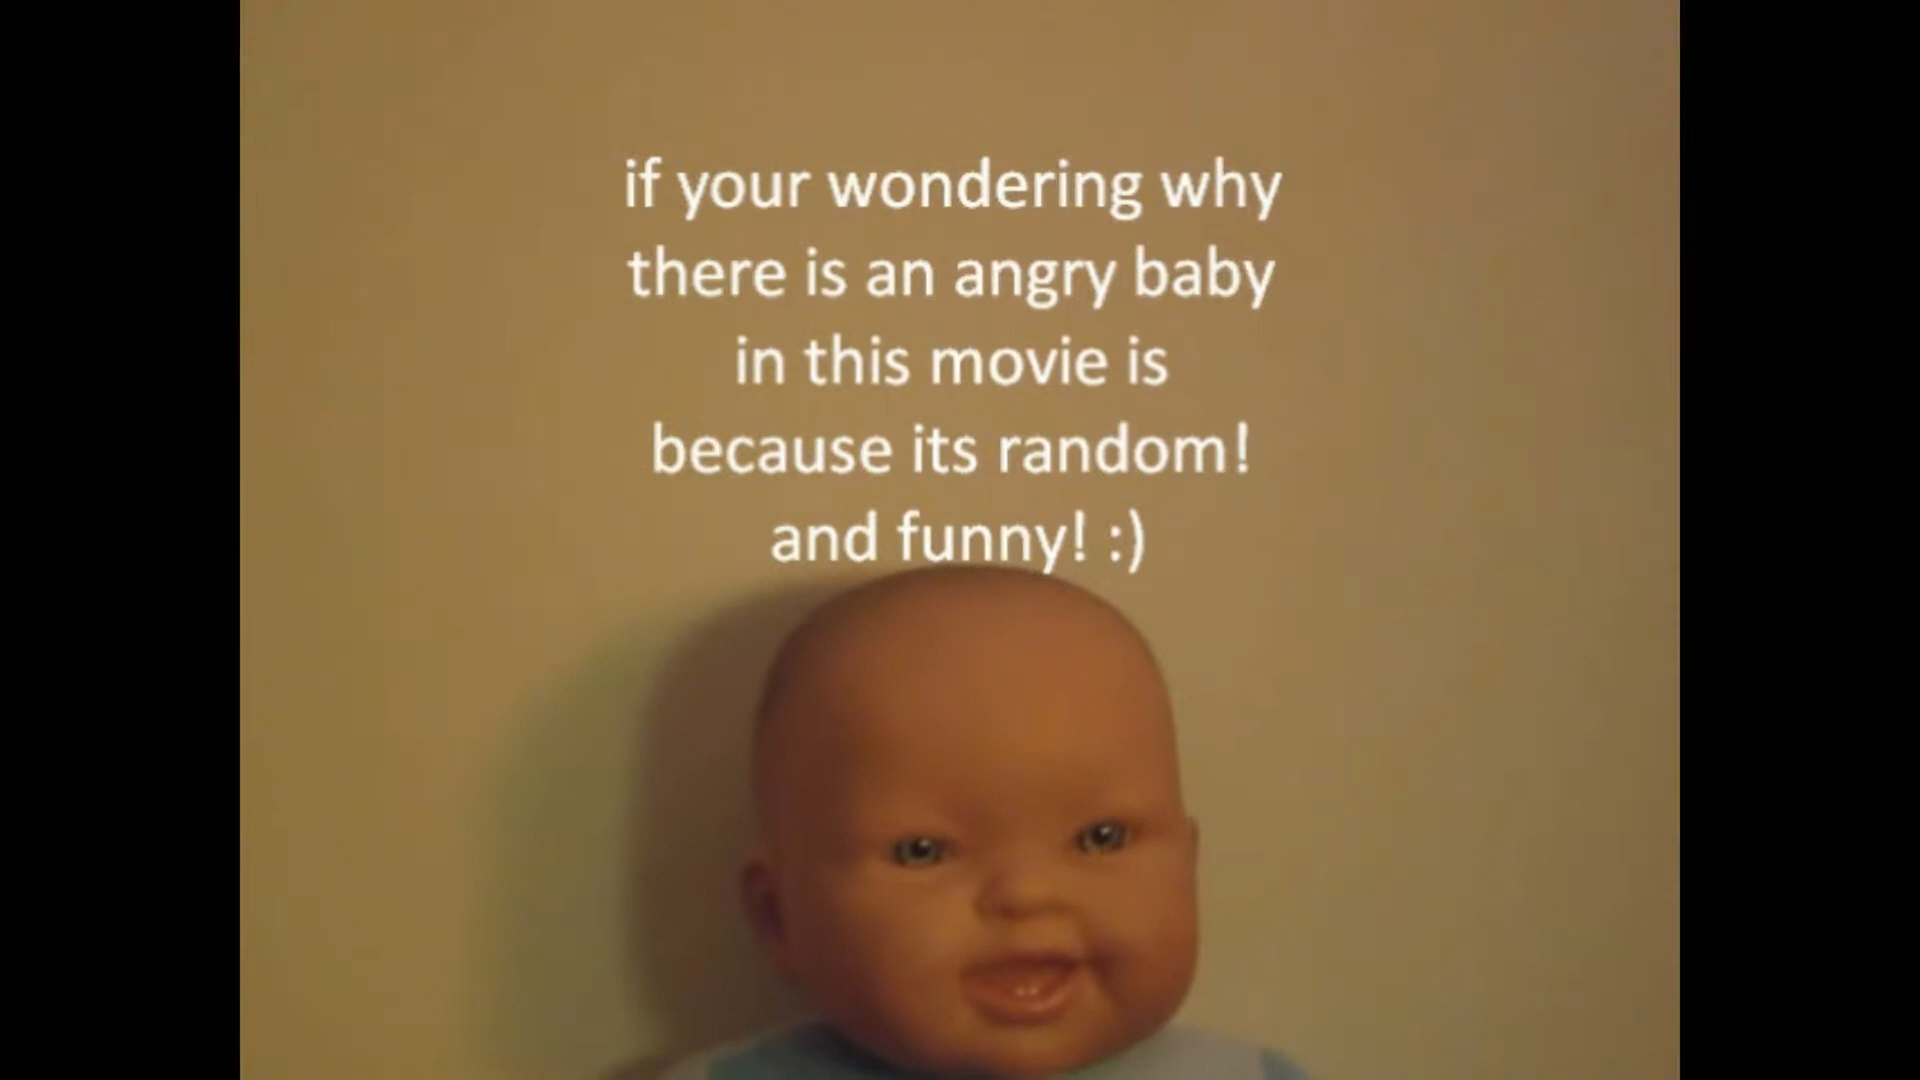 if your wondering why
there is an angry baby
in this movie is
because its random!
and funny! :)